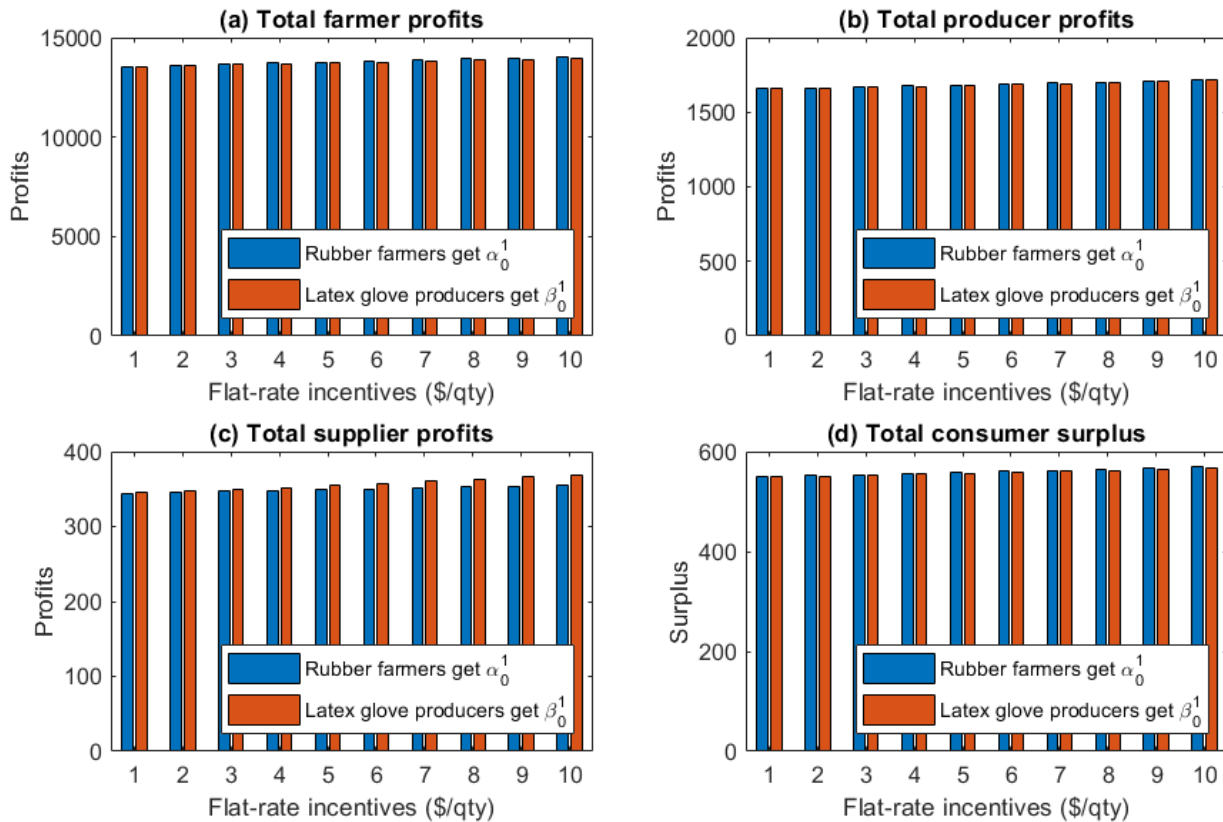 (a) Total farmer profits
15000
10000
5000
0
Profits
Rubber farmers get α₀¹
Latex glove producers get β₀¹
1 2 3 4 5 6 7 8 9 10
Flat-rate incentives ($/qty)
(b) Total producer profits
2000
1500
1000
500
0
Profits
Rubber farmers get α₀¹
Latex glove producers get β₀¹
1 2 3 4 5 6 7 8 9 10
Flat-rate incentives ($/qty)
(c) Total supplier profits
400
300
200
100
0
Profits
Rubber farmers get α₀¹
Latex glove producers get β₀¹
1 2 3 4 5 6 7 8 9 10
Flat-rate incentives ($/qty)
(d) Total consumer surplus
600
400
200
0
Surplus
Rubber farmers get α₀¹
Latex glove producers get β₀¹
1 2 3 4 5 6 7 8 9 10
Flat-rate incentives ($/qty)